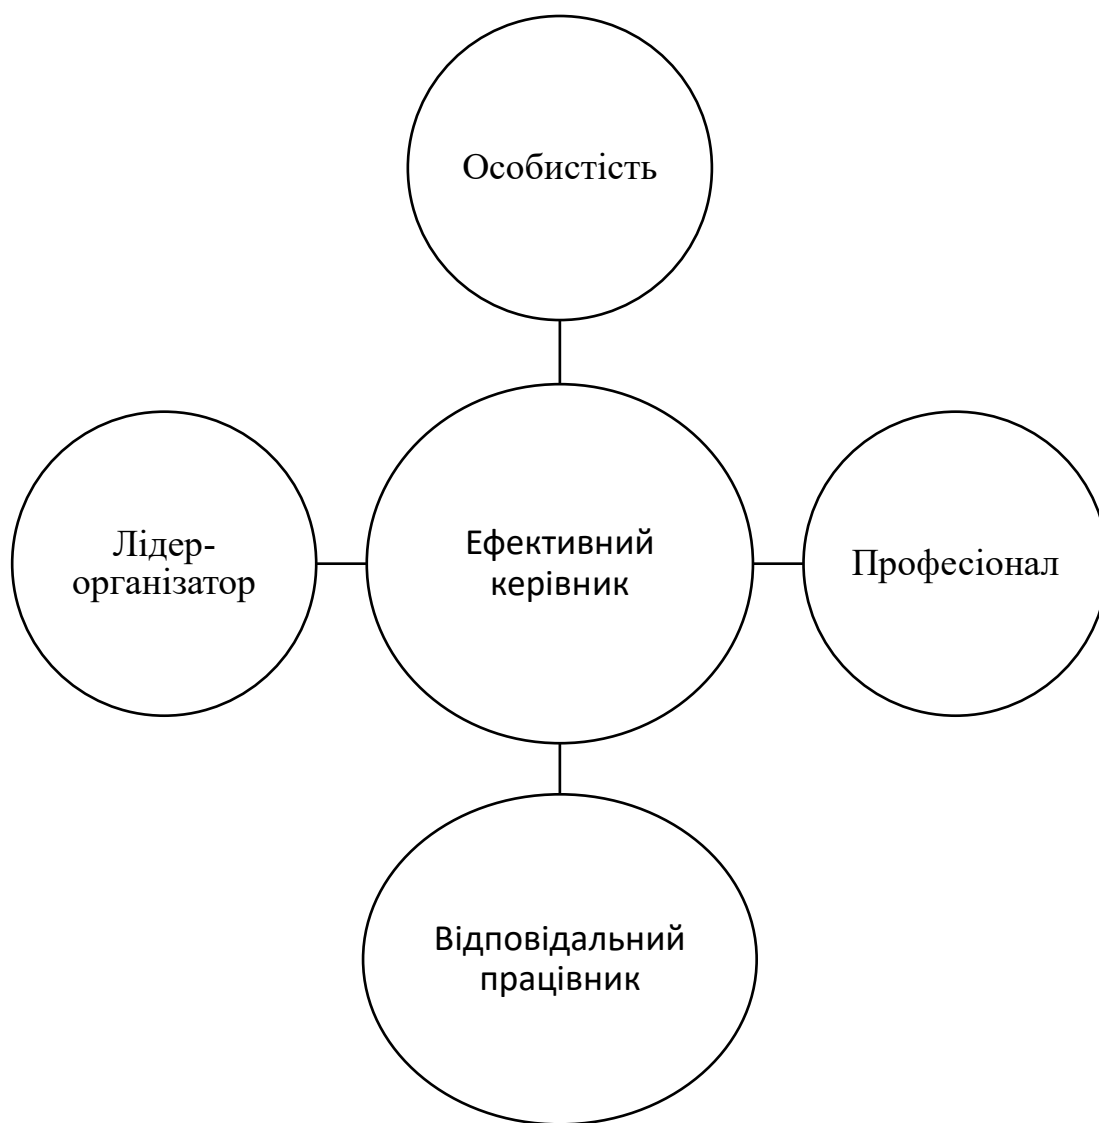 Особистість
Лідер-
організатор
Ефективний
керівник
Професіонал
Відповідальний
працівник